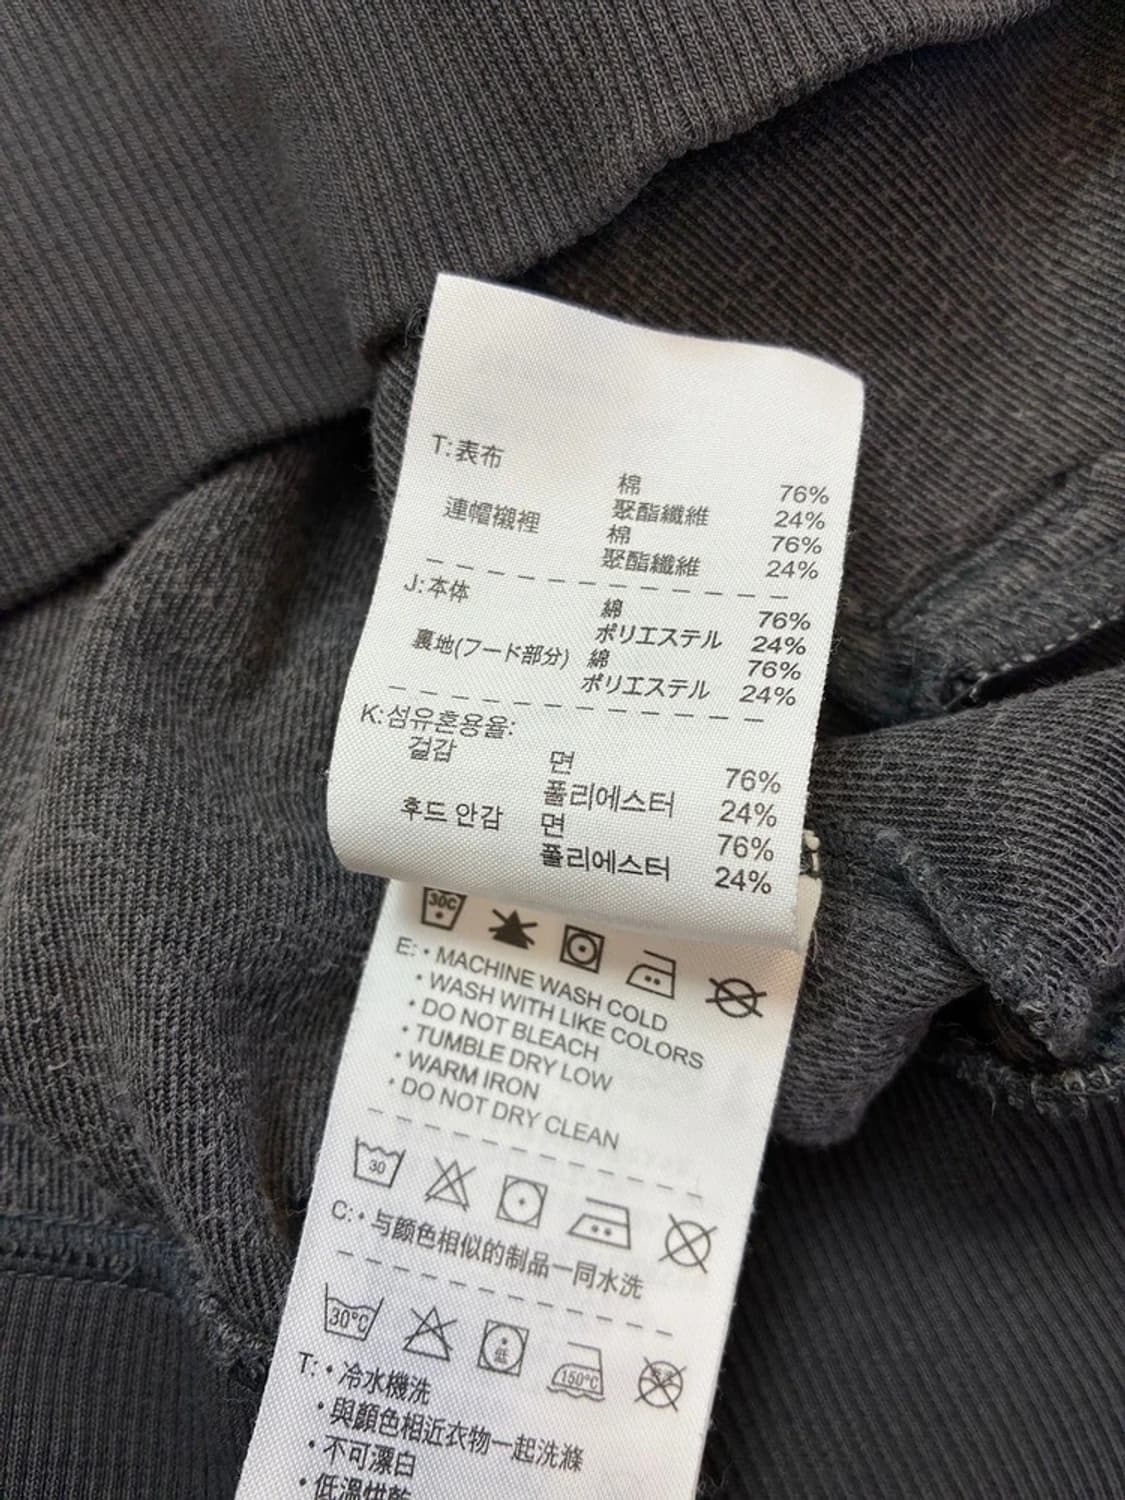 T:表布 棉 76%
聚酯纖維 24%
連帽襯裡 棉 76%
聚酯纖維 24%
J:本体 綿 76%
ポリエステル 24%
裏地(フード部分) 綿 76%
ポリエステル 24%
K:섬유혼용율:
겉감 면 76%
폴리에스터 24%
후드 안감 면 76%
폴리에스터 24%
30C
E: • MACHINE WASH COLD
• WASH WITH LIKE COLORS
• DO NOT BLEACH
• TUMBLE DRY LOW
• WARM IRON
• DO NOT DRY CLEAN
30
C: • 与颜色相似的制品一同水洗
30°C 低 150°C
T: • 冷水機洗
• 與顏色相近衣物一起洗滌
• 不可漂白
• 低溫烘乾